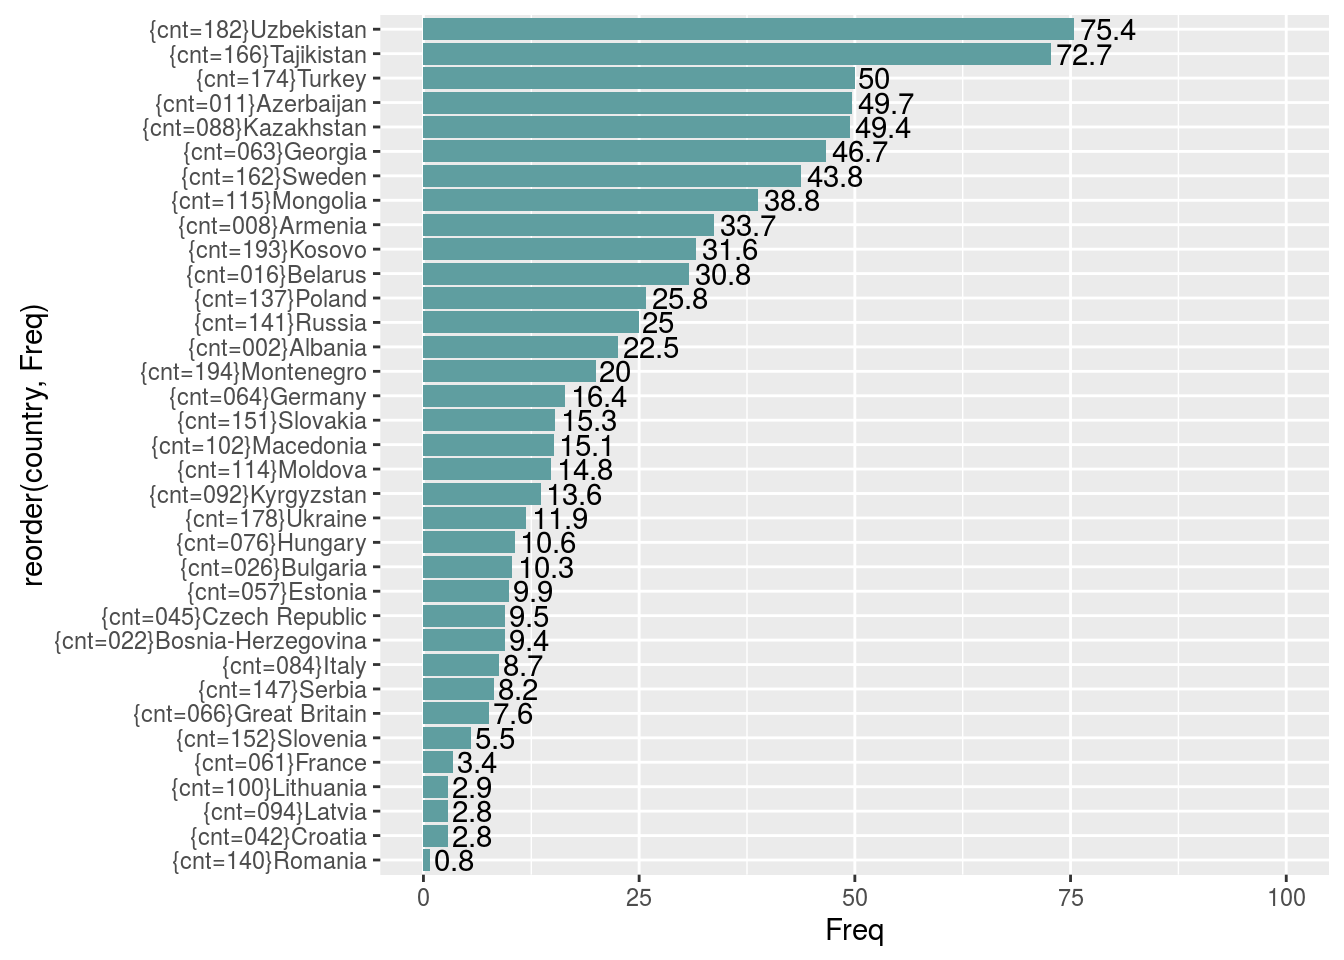 {cnt=182}Uzbekistan 75.4
{cnt=166}Tajikistan 72.7
{cnt=174}Turkey 50
{cnt=011}Azerbaijan 49.7
{cnt=088}Kazakhstan 49.4
{cnt=063}Georgia 46.7
{cnt=162}Sweden 43.8
{cnt=115}Mongolia 38.8
{cnt=008}Armenia 33.7
{cnt=193}Kosovo 31.6
{cnt=016}Belarus 30.8
{cnt=137}Poland 25.8
{cnt=141}Russia 25
{cnt=002}Albania 22.5
{cnt=194}Montenegro 20
{cnt=064}Germany 16.4
{cnt=151}Slovakia 15.3
{cnt=102}Macedonia 15.1
{cnt=114}Moldova 14.8
{cnt=092}Kyrgyzstan 13.6
{cnt=178}Ukraine 11.9
{cnt=076}Hungary 10.6
{cnt=026}Bulgaria 10.3
{cnt=057}Estonia 9.9
{cnt=045}Czech Republic 9.5
{cnt=022}Bosnia-Herzegovina 9.4
{cnt=084}Italy 8.7
{cnt=147}Serbia 8.2
{cnt=066}Great Britain 7.6
{cnt=152}Slovenia 5.5
{cnt=061}France 3.4
{cnt=100}Lithuania 2.9
{cnt=094}Latvia 2.8
{cnt=042}Croatia 2.8
{cnt=140}Romania 0.8
reorder(country, Freq)
0 25 50 75 100
Freq